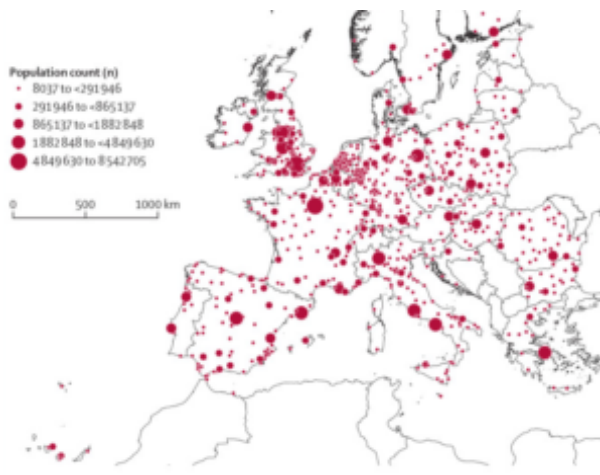 Population count (n)
8037 to <291946
291946 to <865137
865137 to <1882848
1882848 to <4849630
4849630 to 8542705
0 500 1000 km